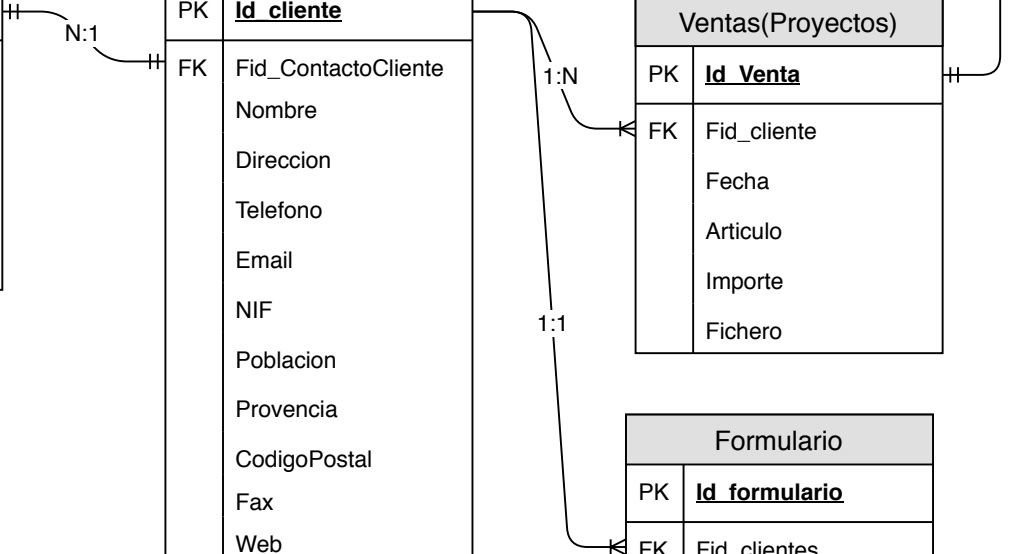 N:1
PK Id_cliente
FK Fid_ContactoCliente
Nombre
Direccion
Telefono
Email
NIF
Poblacion
Provencia
CodigoPostal
Fax
Web
1:N
1:1
Ventas(Proyectos)
PK Id_Venta
FK Fid_cliente
Fecha
Articulo
Importe
Fichero
Formulario
PK Id_formulario
FK Fid_clientes